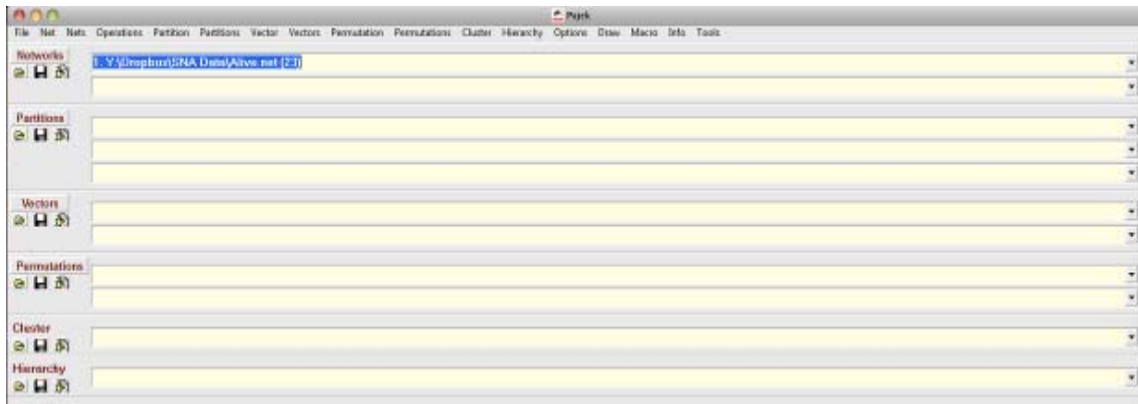 Pajek
File Net Nets Operations Partition Partitions Vector Vectors Permutation Permutations Cluster Hierarchy Options Draw Macro Info Tools
Networks
1. Y:\Dropbox\SNA Data\Alive.net (23)
Partitions
Vectors
Permutations
Cluster
Hierarchy